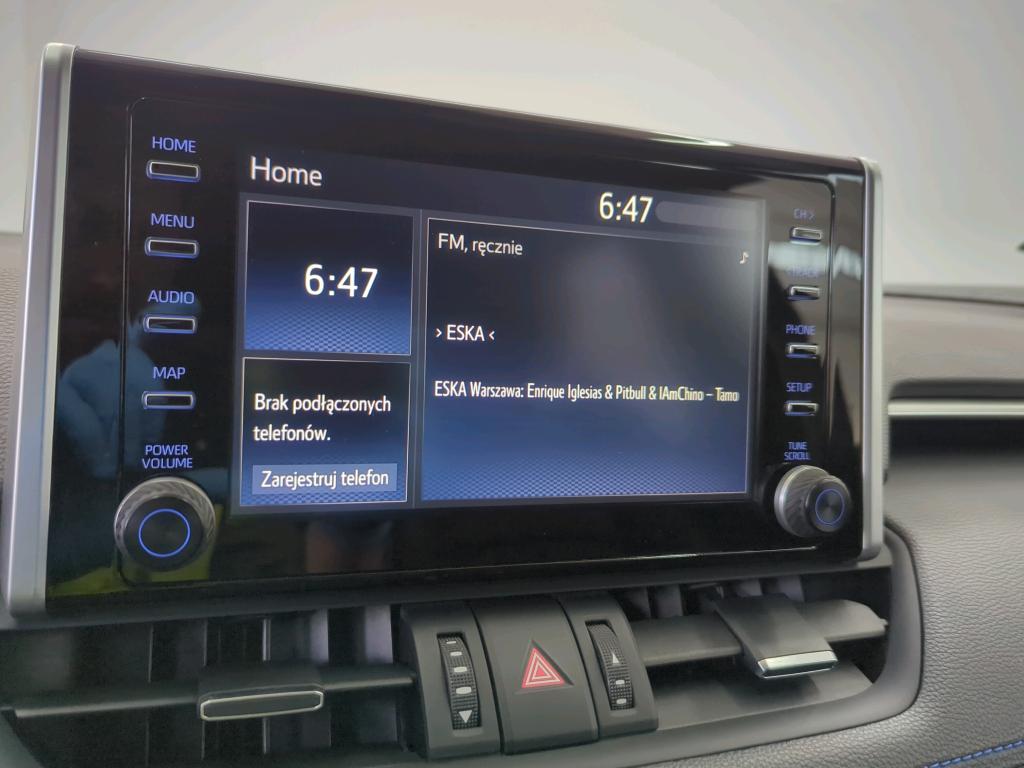 HOME
MENU
AUDIO
MAP
POWER
VOLUME
Home
6:47
6:47
FM, ręcznie
> ESKA <
ESKA Warszawa: Enrique Iglesias & Pitbull & IAmChino – Tamo
Brak podłączonych
telefonów.
Zarejestruj telefon
CH >
PHONE
SETUP
TUNE
SCROLL